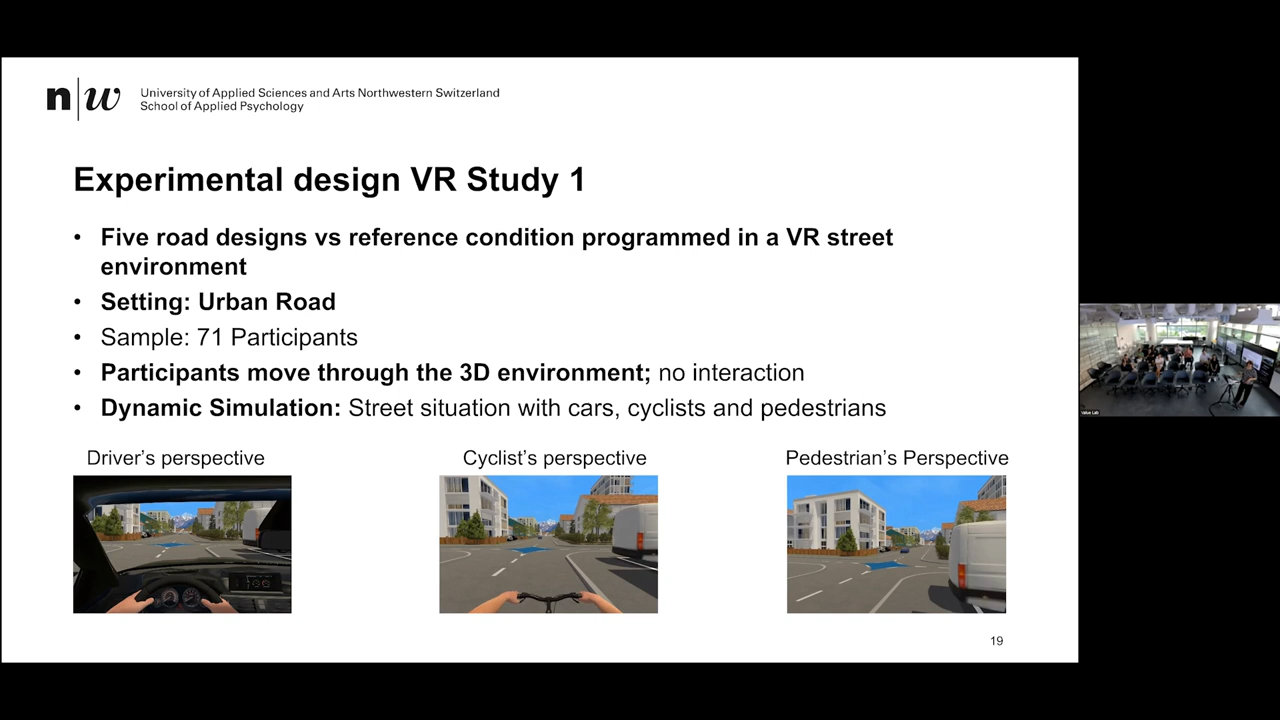 n w
University of Applied Sciences and Arts Northwestern Switzerland
School of Applied Psychology
Experimental design VR Study 1
• Five road designs vs reference condition programmed in a VR street
environment
• Setting: Urban Road
• Sample: 71 Participants
• Participants move through the 3D environment; no interaction
• Dynamic Simulation: Street situation with cars, cyclists and pedestrians
Driver's perspective
Cyclist's perspective
Pedestrian's Perspective
19
Value Lab